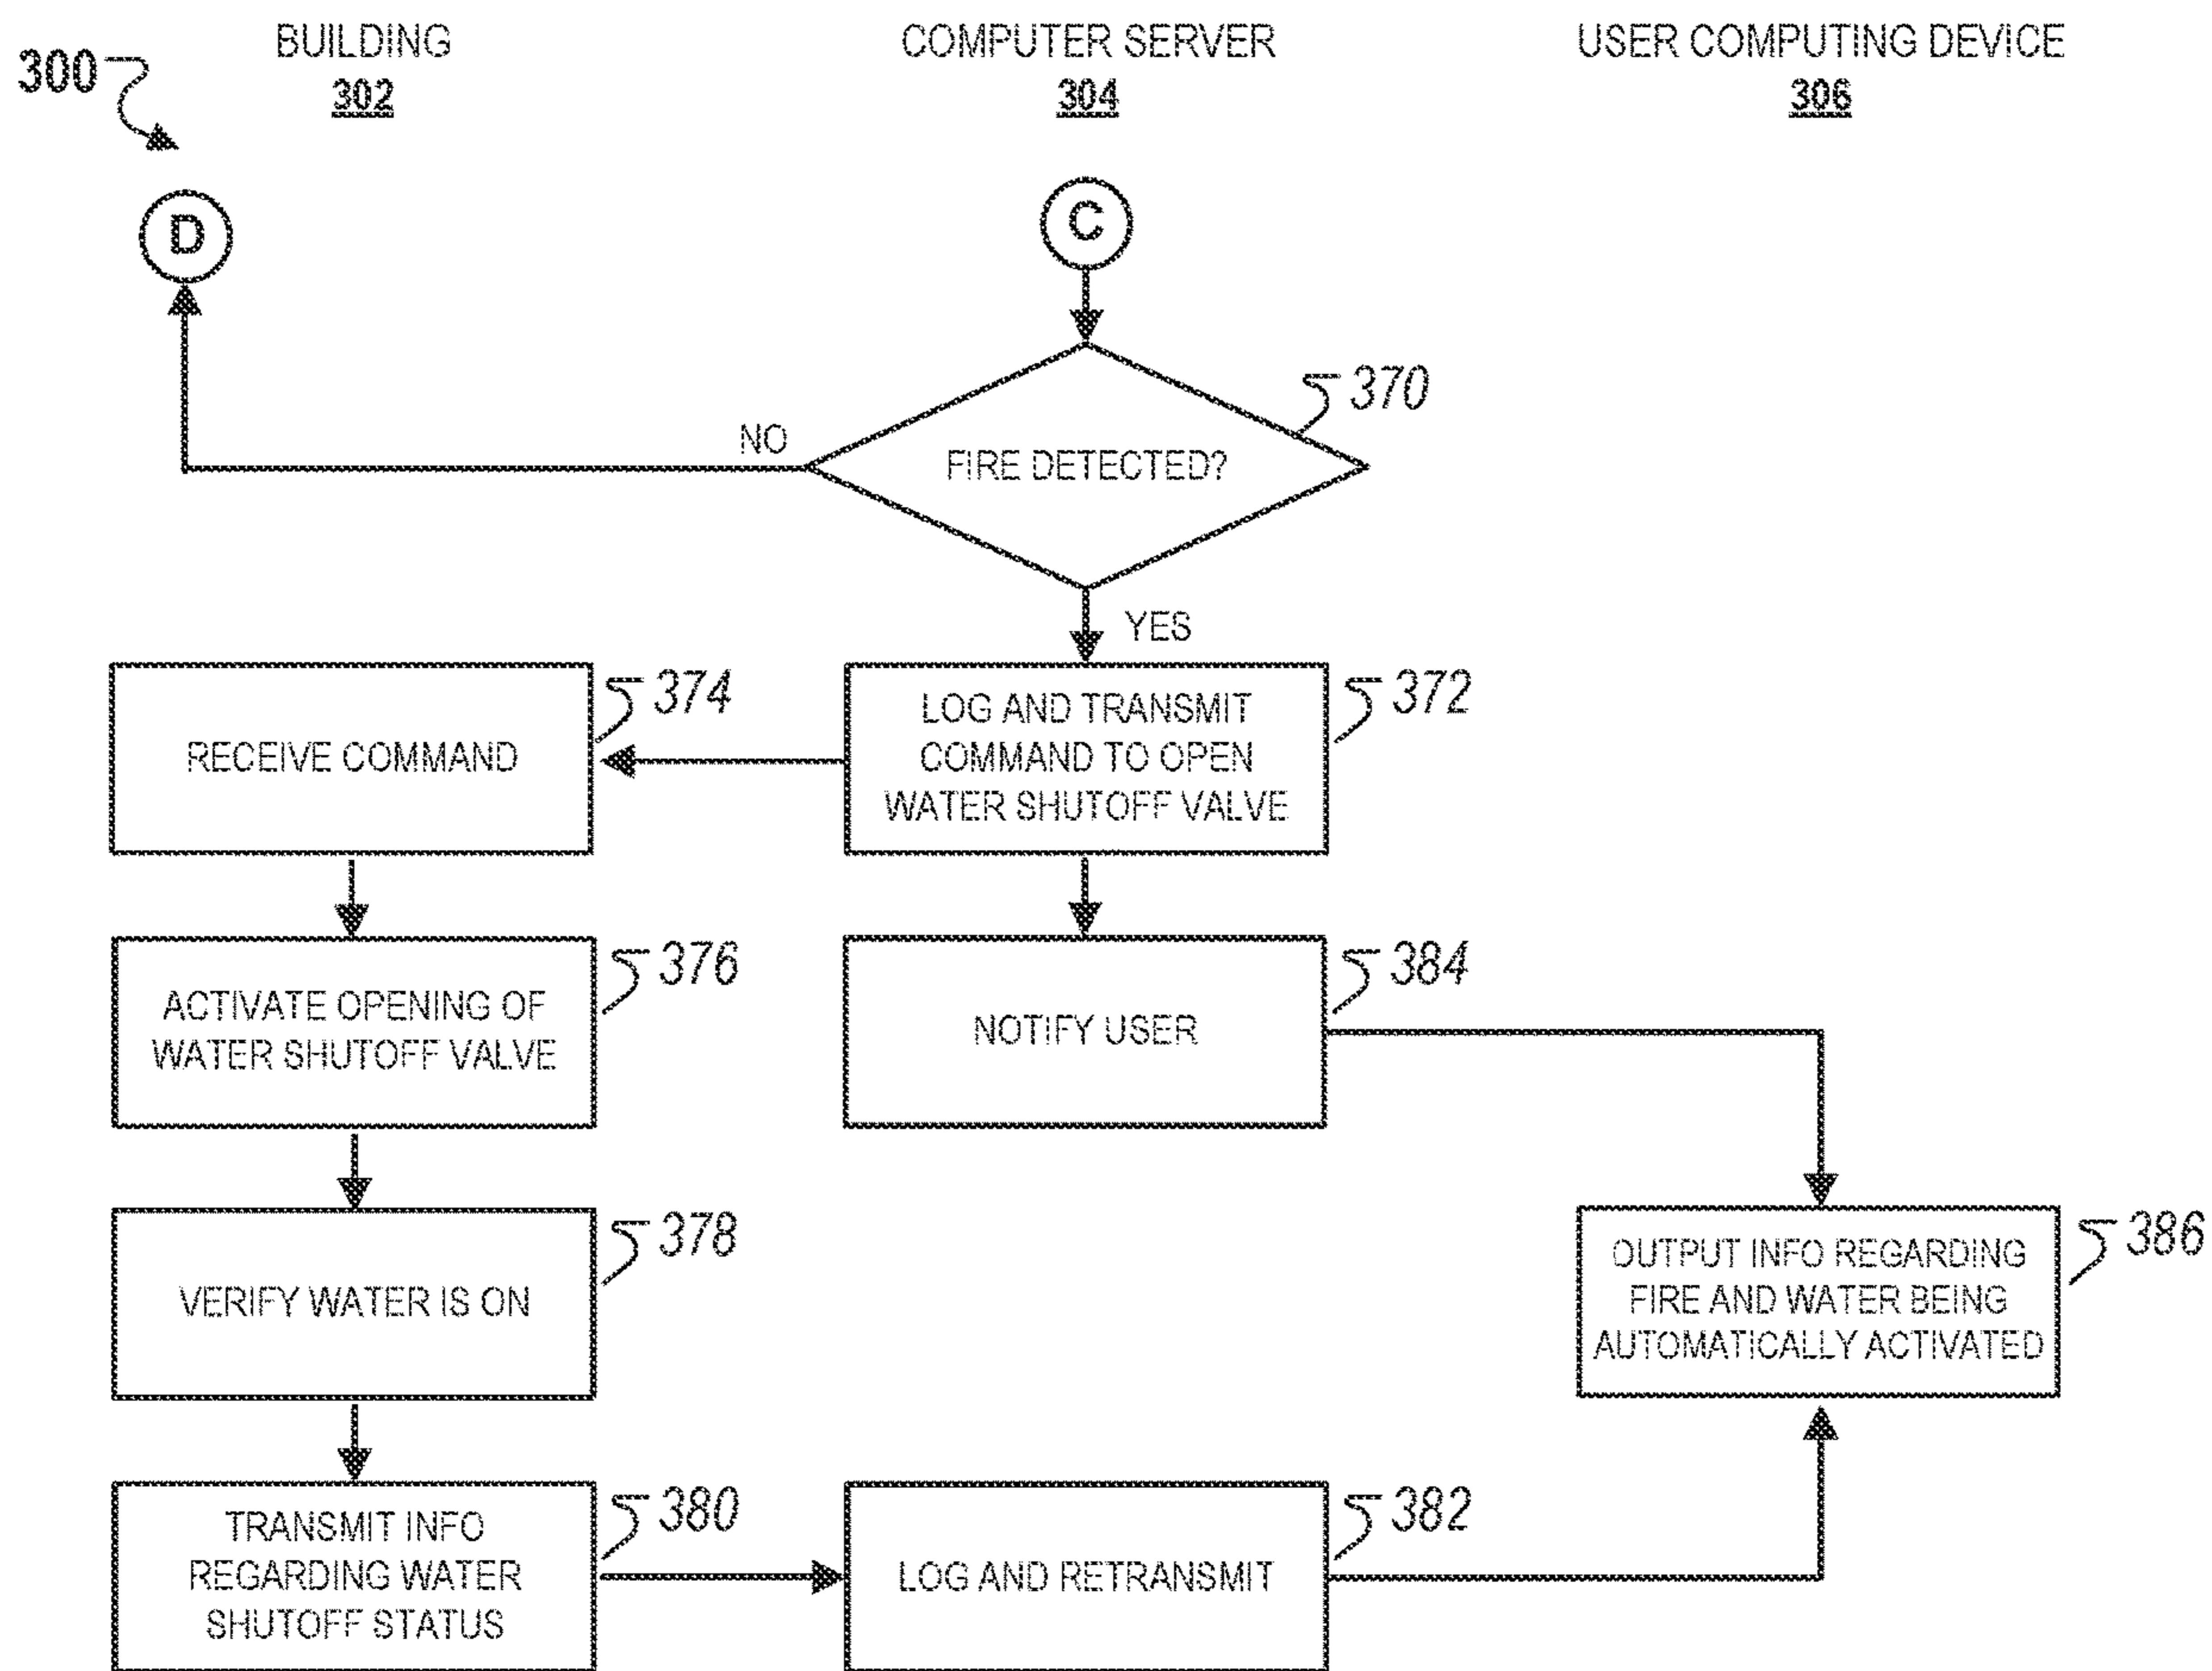 BUILDING
302
COMPUTER SERVER
304
USER COMPUTING DEVICE
306
300
D
C
370
FIRE DETECTED?
NO
YES
374
RECEIVE COMMAND
372
LOG AND TRANSMIT
COMMAND TO OPEN
WATER SHUTOFF VALVE
376
ACTIVATE OPENING OF
WATER SHUTOFF VALVE
384
NOTIFY USER
378
VERIFY WATER IS ON
386
OUTPUT INFO REGARDING
FIRE AND WATER BEING
AUTOMATICALLY ACTIVATED
380
TRANSMIT INFO
REGARDING WATER
SHUTOFF STATUS
382
LOG AND RETRANSMIT